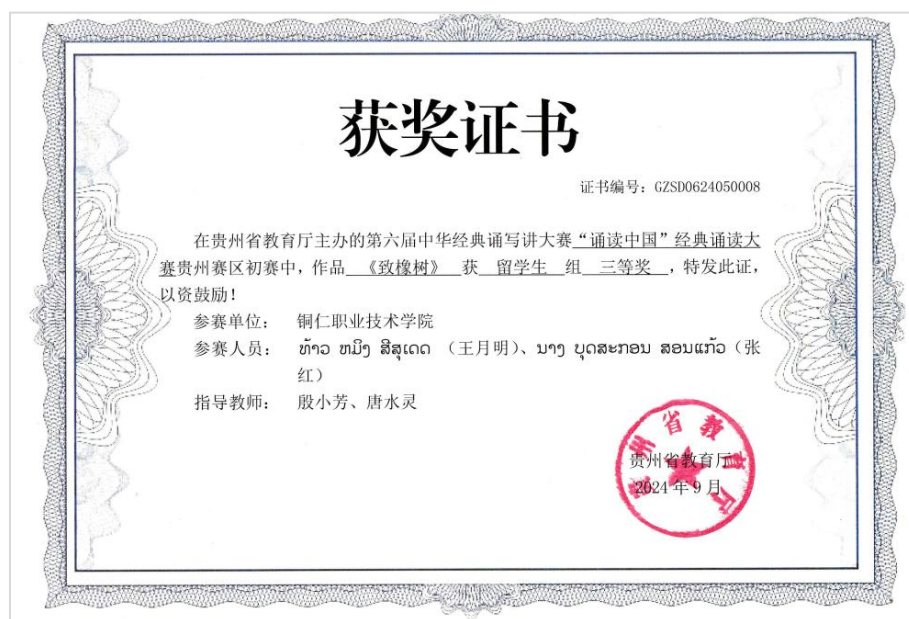 获奖证书
证书编号：GZSD0624050008
在贵州省教育厅主办的第六届中华经典诵写讲大赛“诵读中国”经典诵读大
赛贵州赛区初赛中，作品 《致橡树》 获 留学生 组 三等奖 ，特发此证，
以资鼓励！
参赛单位： 铜仁职业技术学院
参赛人员： ທ້າວ ຫມິງ ສີສຸເດດ （王月明）、ນາງ ບຸດສະກອນ ສອນແກ້ວ（张
红）
指导教师： 殷小芳、唐水灵
贵州省教育厅
贵州省教育厅
2024 年 9 月